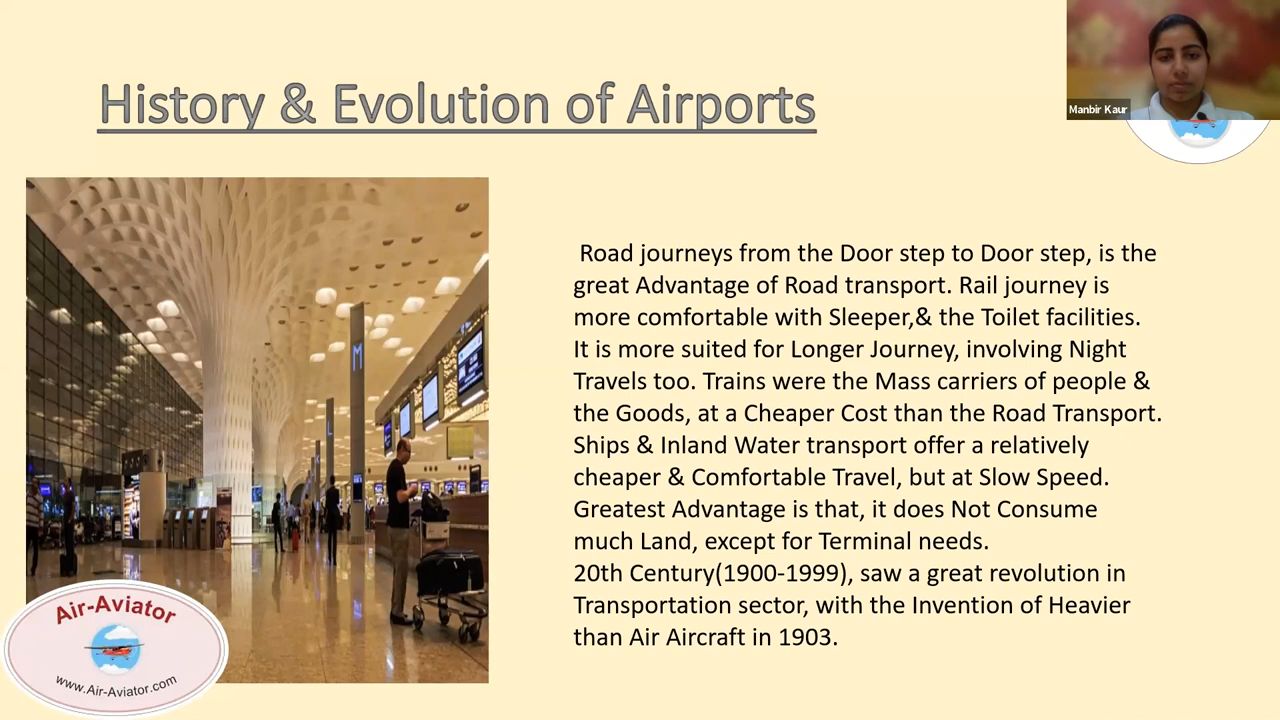 History & Evolution of Airports
Manbir Kaur
Road journeys from the Door step to Door step, is the
great Advantage of Road transport. Rail journey is
more comfortable with Sleeper,& the Toilet facilities.
It is more suited for Longer Journey, involving Night
Travels too. Trains were the Mass carriers of people &
the Goods, at a Cheaper Cost than the Road Transport.
Ships & Inland Water transport offer a relatively
cheaper & Comfortable Travel, but at Slow Speed.
Greatest Advantage is that, it does Not Consume
much Land, except for Terminal needs.
20th Century(1900-1999), saw a great revolution in
Transportation sector, with the Invention of Heavier
than Air Aircraft in 1903.
M
L
Air-Aviator
www.Air-Aviator.com